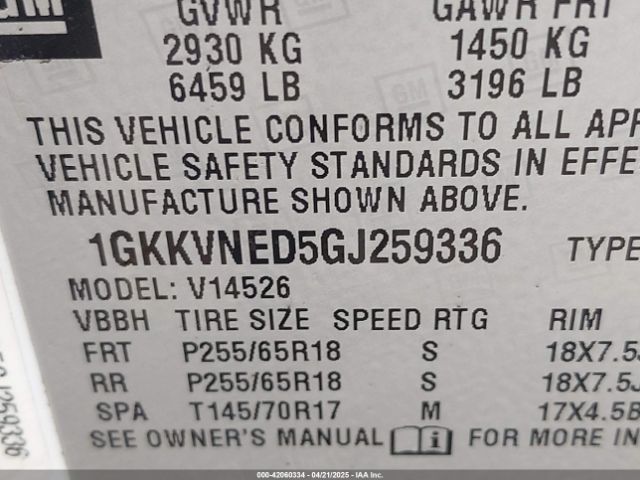 GM
GVWR GAWR FRT
2930 KG 1450 KG
6459 LB 3196 LB
THIS VEHICLE CONFORMS TO ALL
VEHICLE SAFETY STANDARDS IN
MANUFACTURE SHOWN ABOVE.
1GKKVNED5GJ259336 TYPE
MODEL: V14526
VBBH TIRE SIZE SPEED RTG RIM
FRT P255/65R18 S 18X7.5J
RR P255/65R18 S 18X7.5J
SPA T145/70R17 M 17X4.5B
SEE OWNER'S MANUAL i FOR MORE
000-42060334 - 04/21/2025 - IAA Inc.